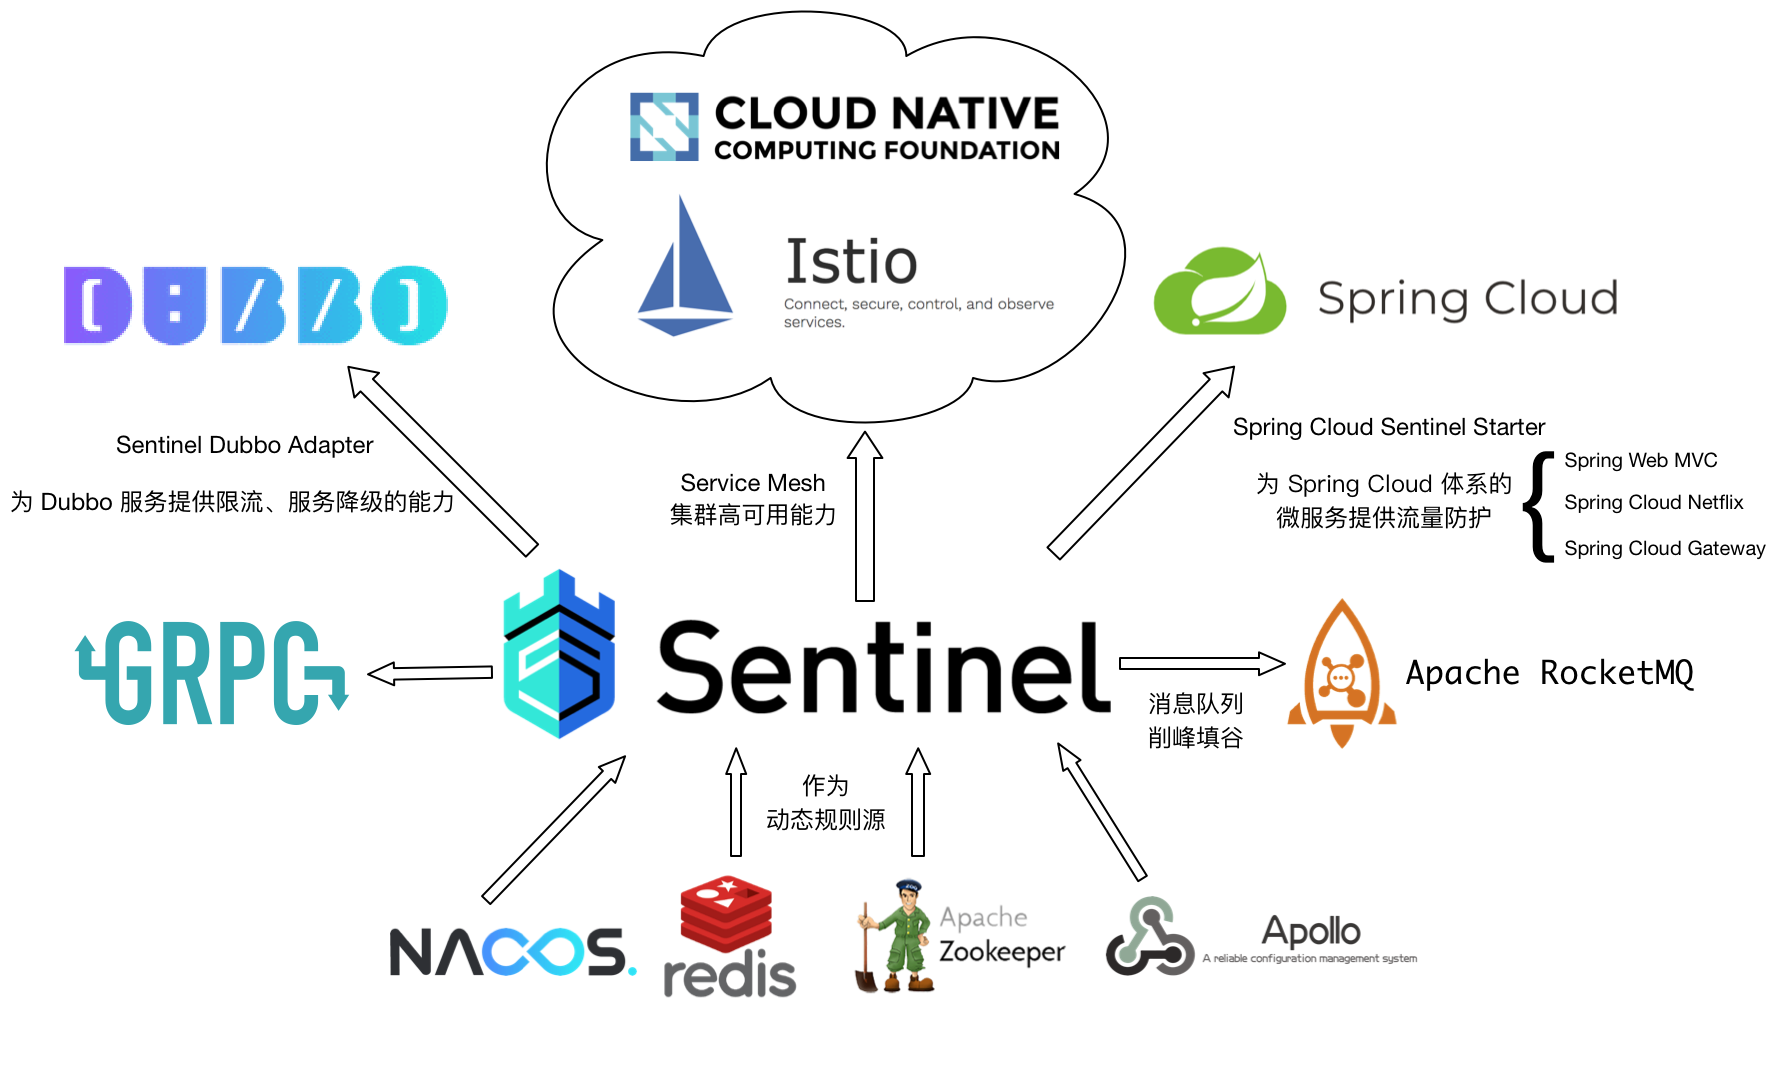 CLOUD NATIVE
COMPUTING FOUNDATION
Istio
Connect, secure, control, and observe
services.
DUBBO
Spring Cloud
Sentinel Dubbo Adapter
为 Dubbo 服务提供限流、服务降级的能力
Service Mesh
集群高可用能力
Spring Cloud Sentinel Starter
为 Spring Cloud 体系的
微服务提供流量防护
Spring Web MVC
Spring Cloud Netflix
Spring Cloud Gateway
GRPC
Sentinel
消息队列
削峰填谷
Apache RocketMQ
作为
动态规则源
NACOS.
redis
Apache
Zookeeper
Apollo
A reliable configuration management system